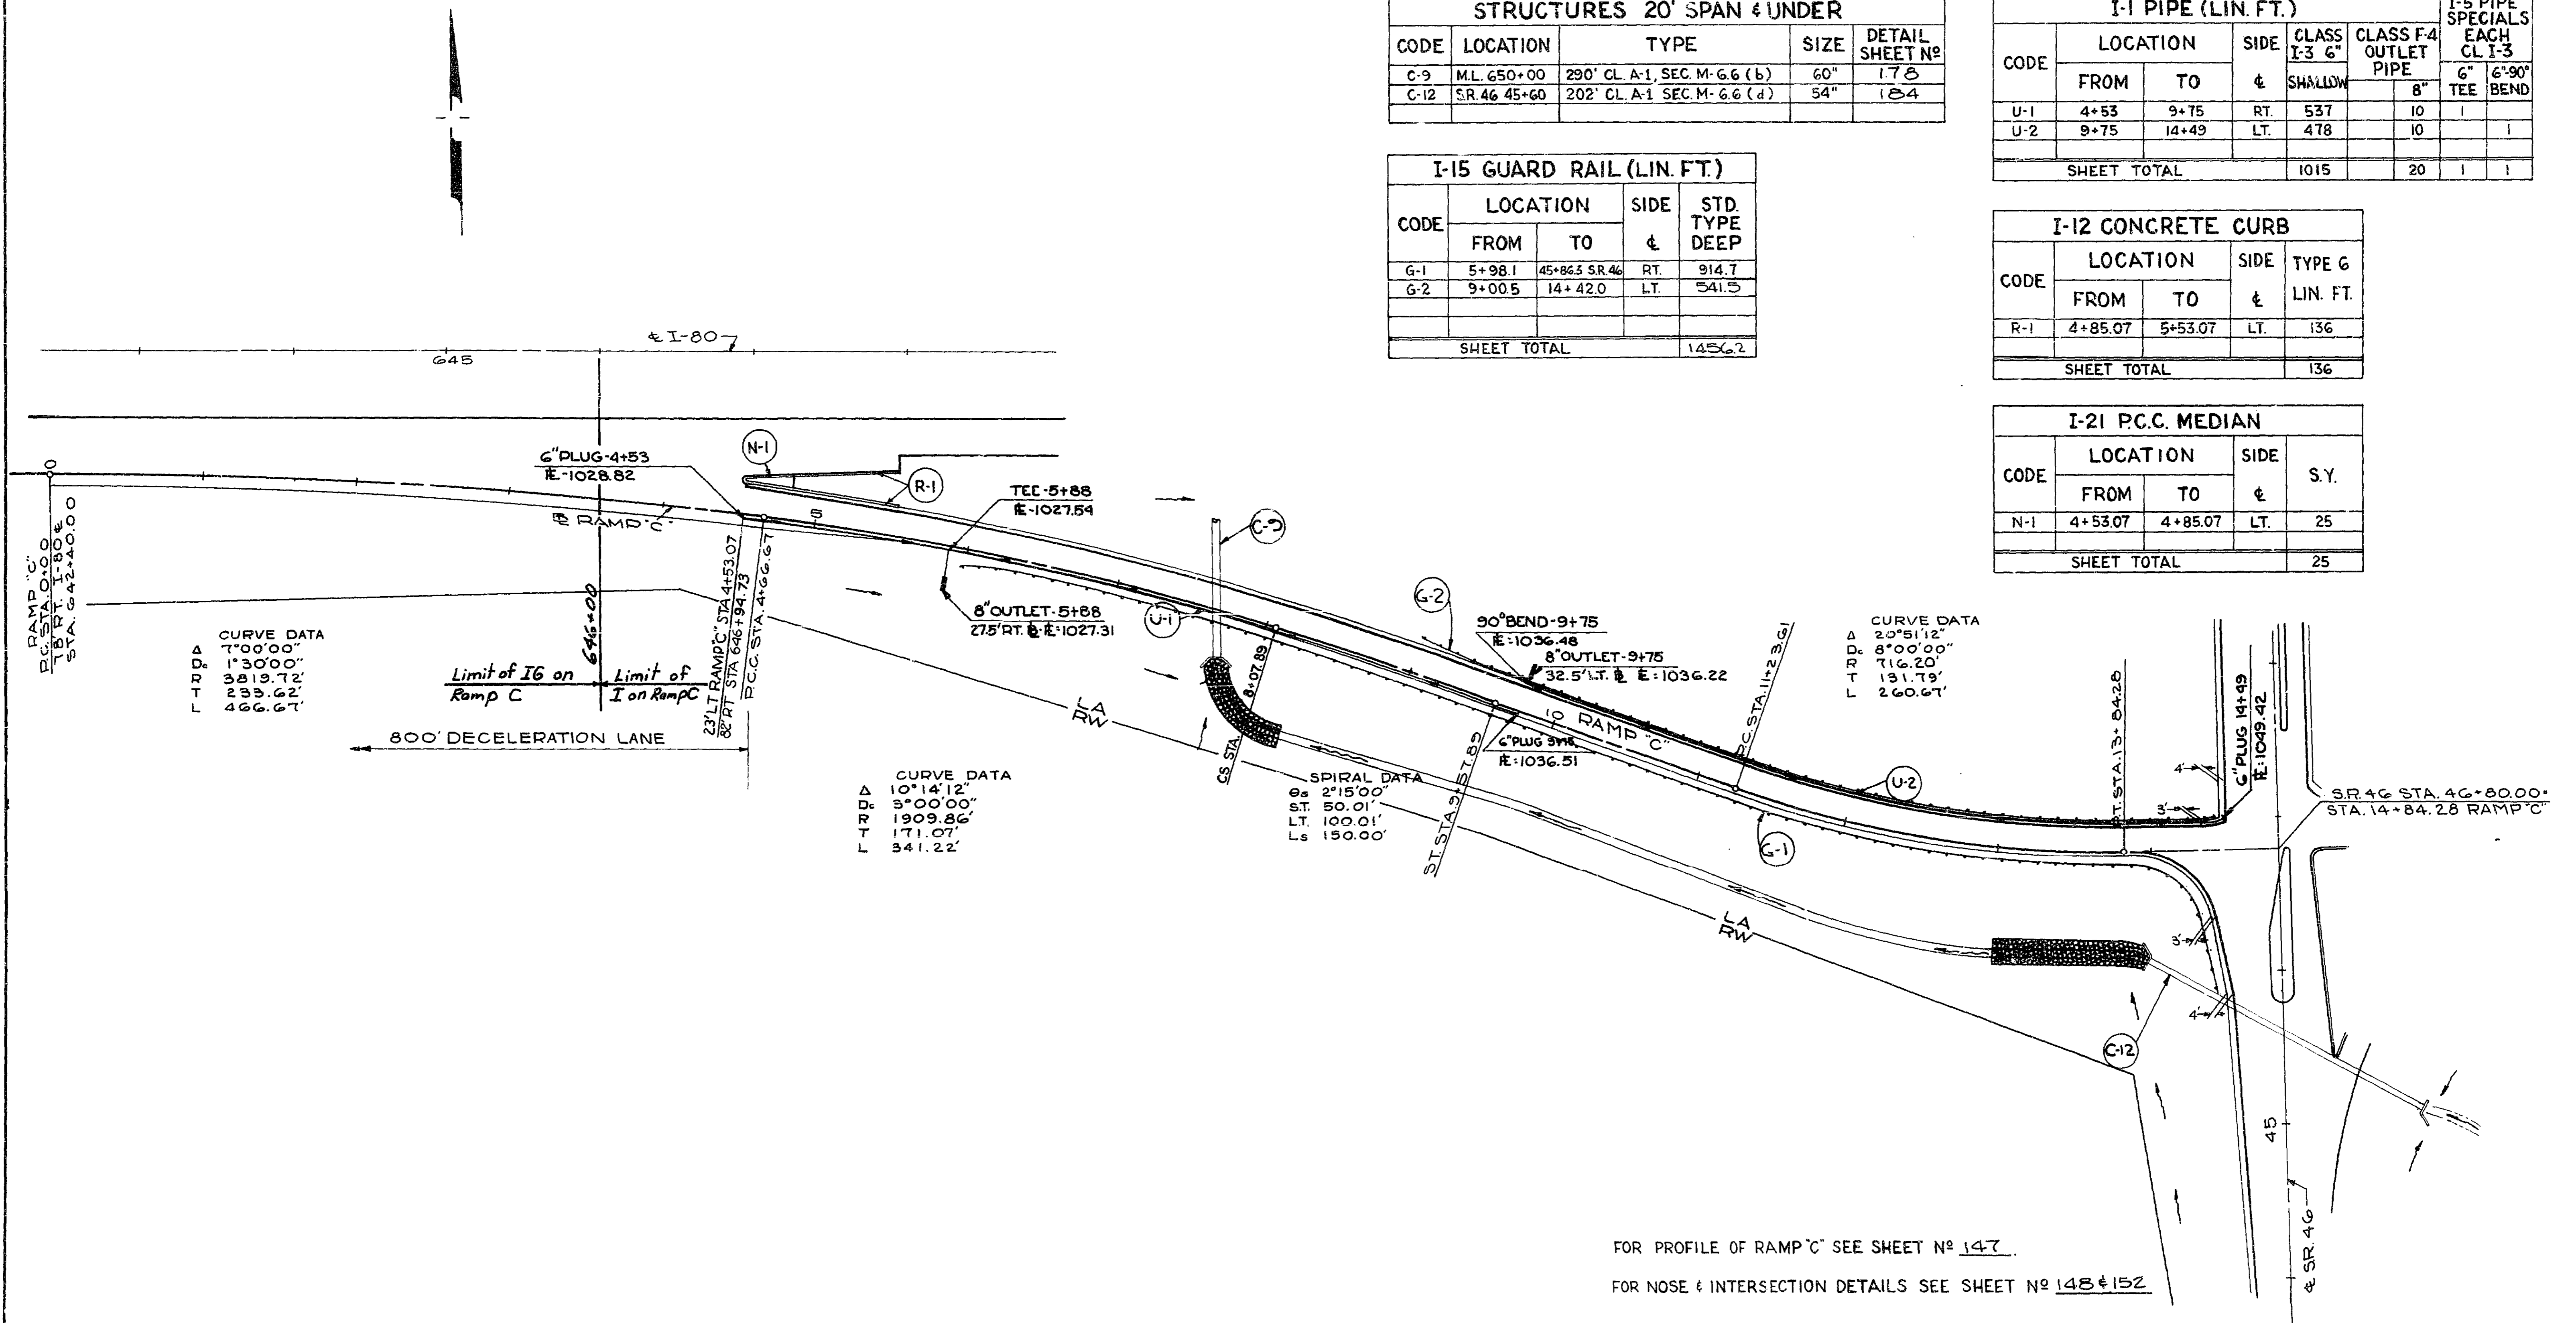 STRUCTURES 20' SPAN & UNDER
CODE LOCATION TYPE SIZE DETAIL SHEET Nº
C-9 M.L. 650+00 290' CL. A-1, SEC. M-6.6 (b) 60" 178
C-12 S.R.46 45+60 202' CL. A-1 SEC. M-6.6 (d) 54" 184
I-1 PIPE (LIN. FT.)
I-5 PIPE SPECIALS EACH CL I-3
CODE LOCATION SIDE ℄ CLASS I-3 6" SHALLOW CLASS F-4 OUTLET PIPE
FROM TO 8" 6" TEE 6"-90° BEND
U-1 4+53 9+75 RT. 537 10 1
U-2 9+75 14+49 LT. 478 10 1
SHEET TOTAL 1015 20 1 1
I-15 GUARD RAIL (LIN. FT.)
CODE LOCATION SIDE ℄ STD. TYPE DEEP
FROM TO
G-1 5+98.1 45+86.3 S.R.46 RT. 914.7
G-2 9+00.5 14+42.0 LT. 541.5
SHEET TOTAL 1456.2
I-12 CONCRETE CURB
CODE LOCATION SIDE ℄ TYPE 6 LIN. FT.
FROM TO
R-1 4+85.07 5+53.07 LT. 136
SHEET TOTAL 136
I-21 P.C.C. MEDIAN
CODE LOCATION SIDE ℄ S.Y.
FROM TO
N-1 4+53.07 4+85.07 LT. 25
SHEET TOTAL 25
℄ I-80
645
0
RAMP "C"
P.C. STA. 0+00
78' RT. I-80 ℄
STA. 642+40.00
RAMP "C"
6" PLUG-4+53
-1028.82
N-1
R-1
5
TEE-5+88
-1027.54
C-9
8" OUTLET-5+88
27.5' RT. =1027.31
U-1
G-2
90° BEND-9+75
=1036.48
8" OUTLET-9+75
32.5' LT. =1036.22
6" PLUG
=1036.51
10
RAMP "C"
CURVE DATA
Δ 7°00'00"
Dc 1°30'00"
R 3819.72'
T 233.62'
L 466.67'
646+00
Limit of IG on Ramp C
Limit of I on Ramp C
23' LT RAMP "C" STA 4+53.07
82' RT STA 646+94.73
P.C.C. STA. 4+66.67
800' DECELERATION LANE
LA
RW
CS STA. 8+07.89
CURVE DATA
Δ 10°14'12"
Dc 3°00'00"
R 1909.86'
T 171.07'
L 341.22'
SPIRAL DATA
θs 2°15'00"
S.T. 50.01'
L.T. 100.01'
Ls 150.00'
S.T. STA. 9+57.89
P.C. STA. 11+23.61
CURVE DATA
Δ 20°51'12"
Dc 8°00'00"
R 716.20'
T 131.79'
L 260.67'
U-2
G-1
P.T. STA. 13+84.28
4'
3'
6" PLUG 14+49
=1049.42
S.R. 46 STA. 46+80.00=
STA. 14+84.28 RAMP "C"
LA
RW
3'
4'
C-12
45
℄ S.R. 46
FOR PROFILE OF RAMP "C" SEE SHEET Nº 147.
FOR NOSE & INTERSECTION DETAILS SEE SHEET Nº 148 & 152